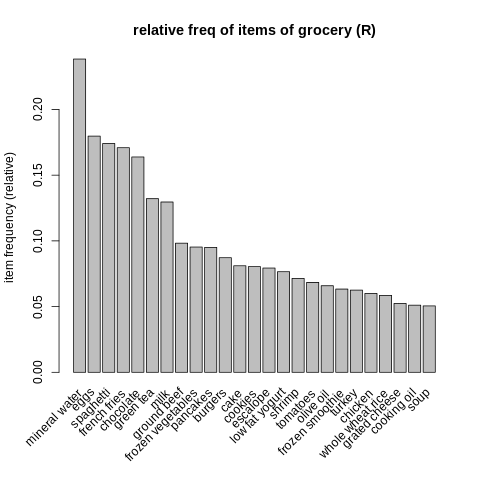 relative freq of items of grocery (R)
item frequency (relative)
0.20
0.15
0.10
0.05
0.00
mineral water
eggs
spaghetti
french fries
chocolate
green tea
milk
ground beef
frozen vegetables
pancakes
burgers
cake
cookies
escalope
low fat yogurt
shrimp
tomatoes
olive oil
frozen smoothie
turkey
chicken
whole wheat rice
grated cheese
cooking oil
soup